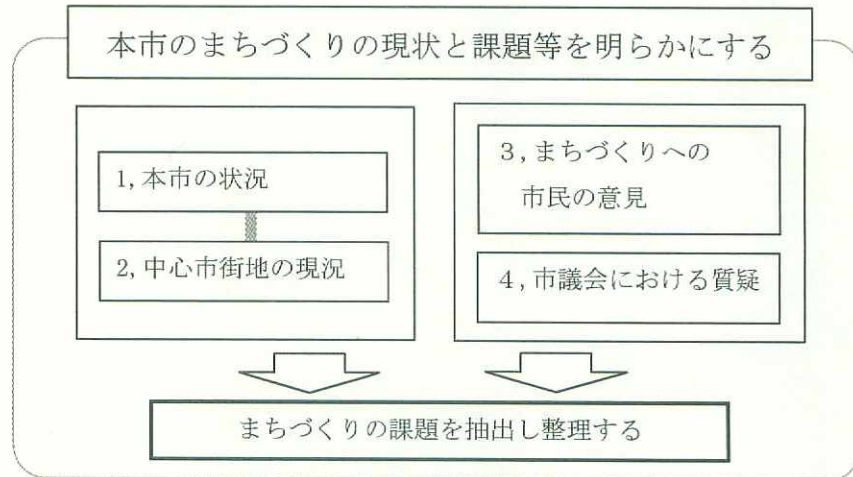 本市のまちづくりの現状と課題等を明らかにする
1,本市の状況
2,中心市街地の現況
3,まちづくりへの
市民の意見
4,市議会における質疑
まちづくりの課題を抽出し整理する